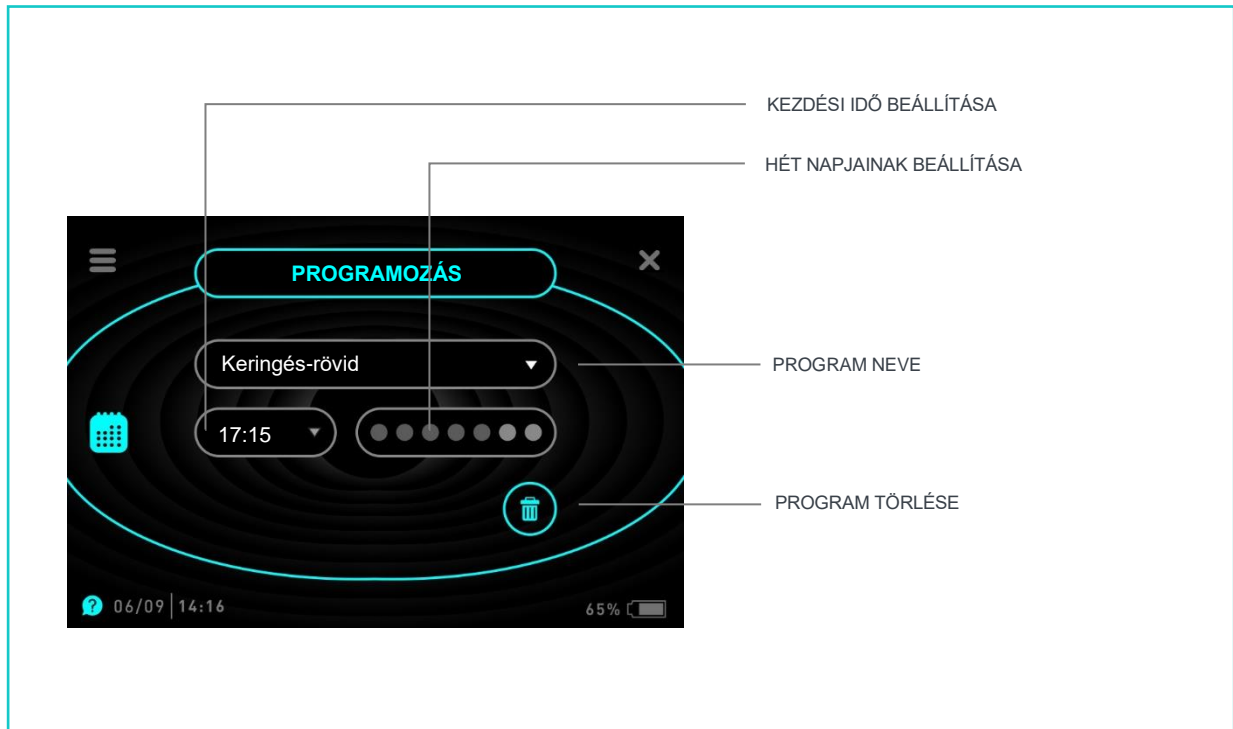 KEZDÉSI IDŐ BEÁLLÍTÁSA
HÉT NAPJAINAK BEÁLLÍTÁSA
PROGRAMOZÁS
Keringés-rövid
PROGRAM NEVE
17:15
PROGRAM TÖRLÉSE
? 06/09 | 14:16
65%